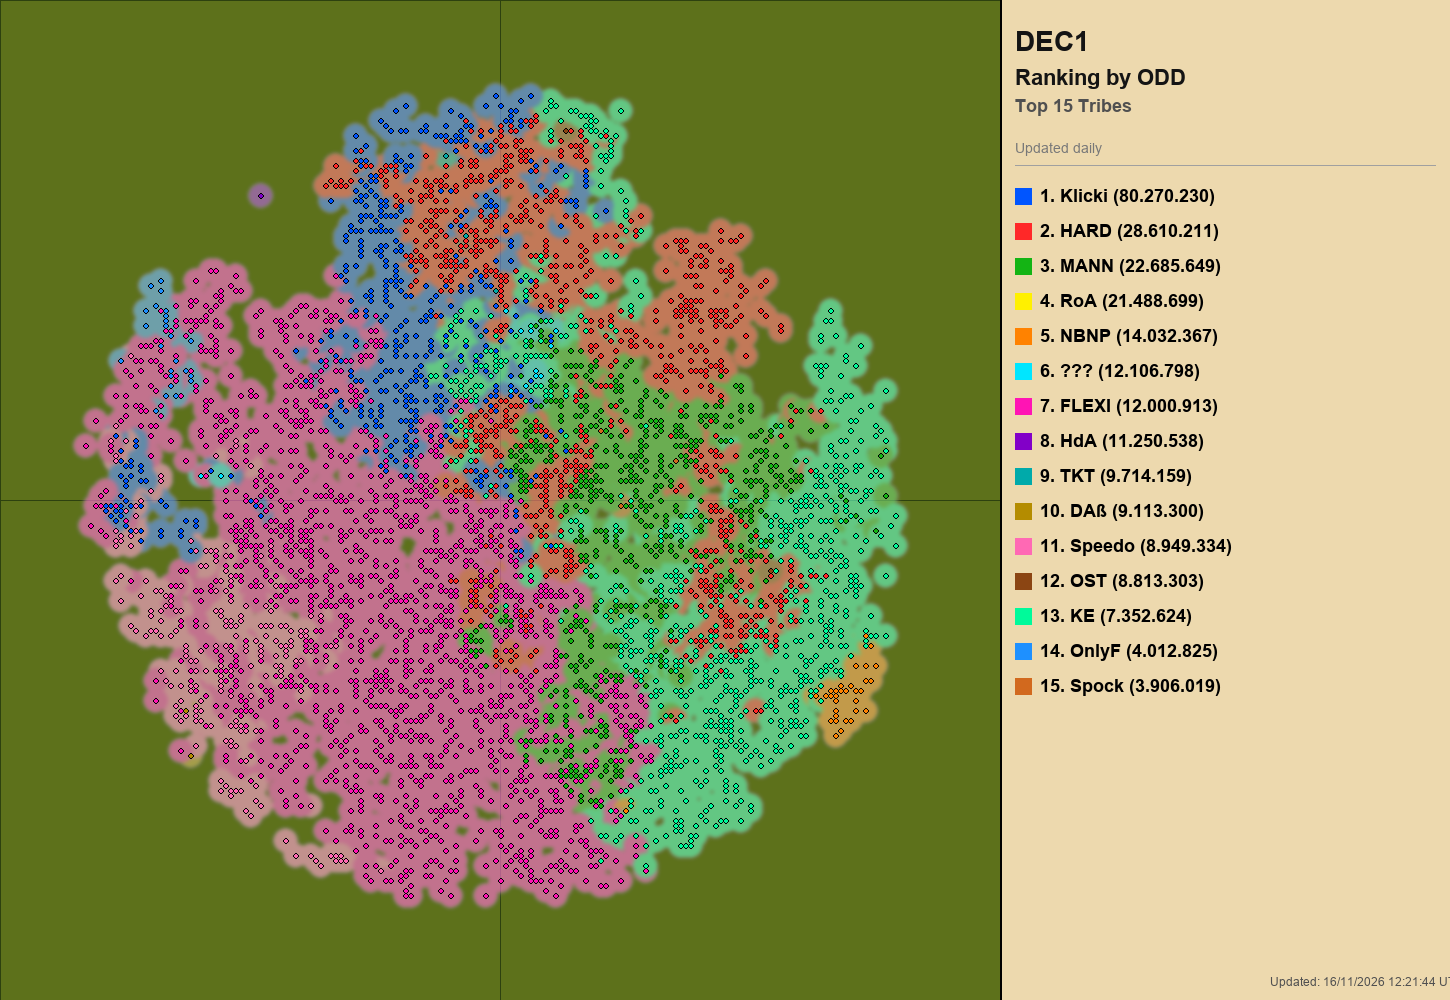 DEC1
Ranking by ODD
Top 15 Tribes
Updated daily
1. Klicki (80.270.230)
2. HARD (28.610.211)
3. MANN (22.685.649)
4. RoA (21.488.699)
5. NBNP (14.032.367)
6. ??? (12.106.798)
7. FLEXI (12.000.913)
8. HdA (11.250.538)
9. TKT (9.714.159)
10. DAß (9.113.300)
11. Speedo (8.949.334)
12. OST (8.813.303)
13. KE (7.352.624)
14. OnlyF (4.012.825)
15. Spock (3.906.019)
Updated: 16/11/2026 12:21:44 U